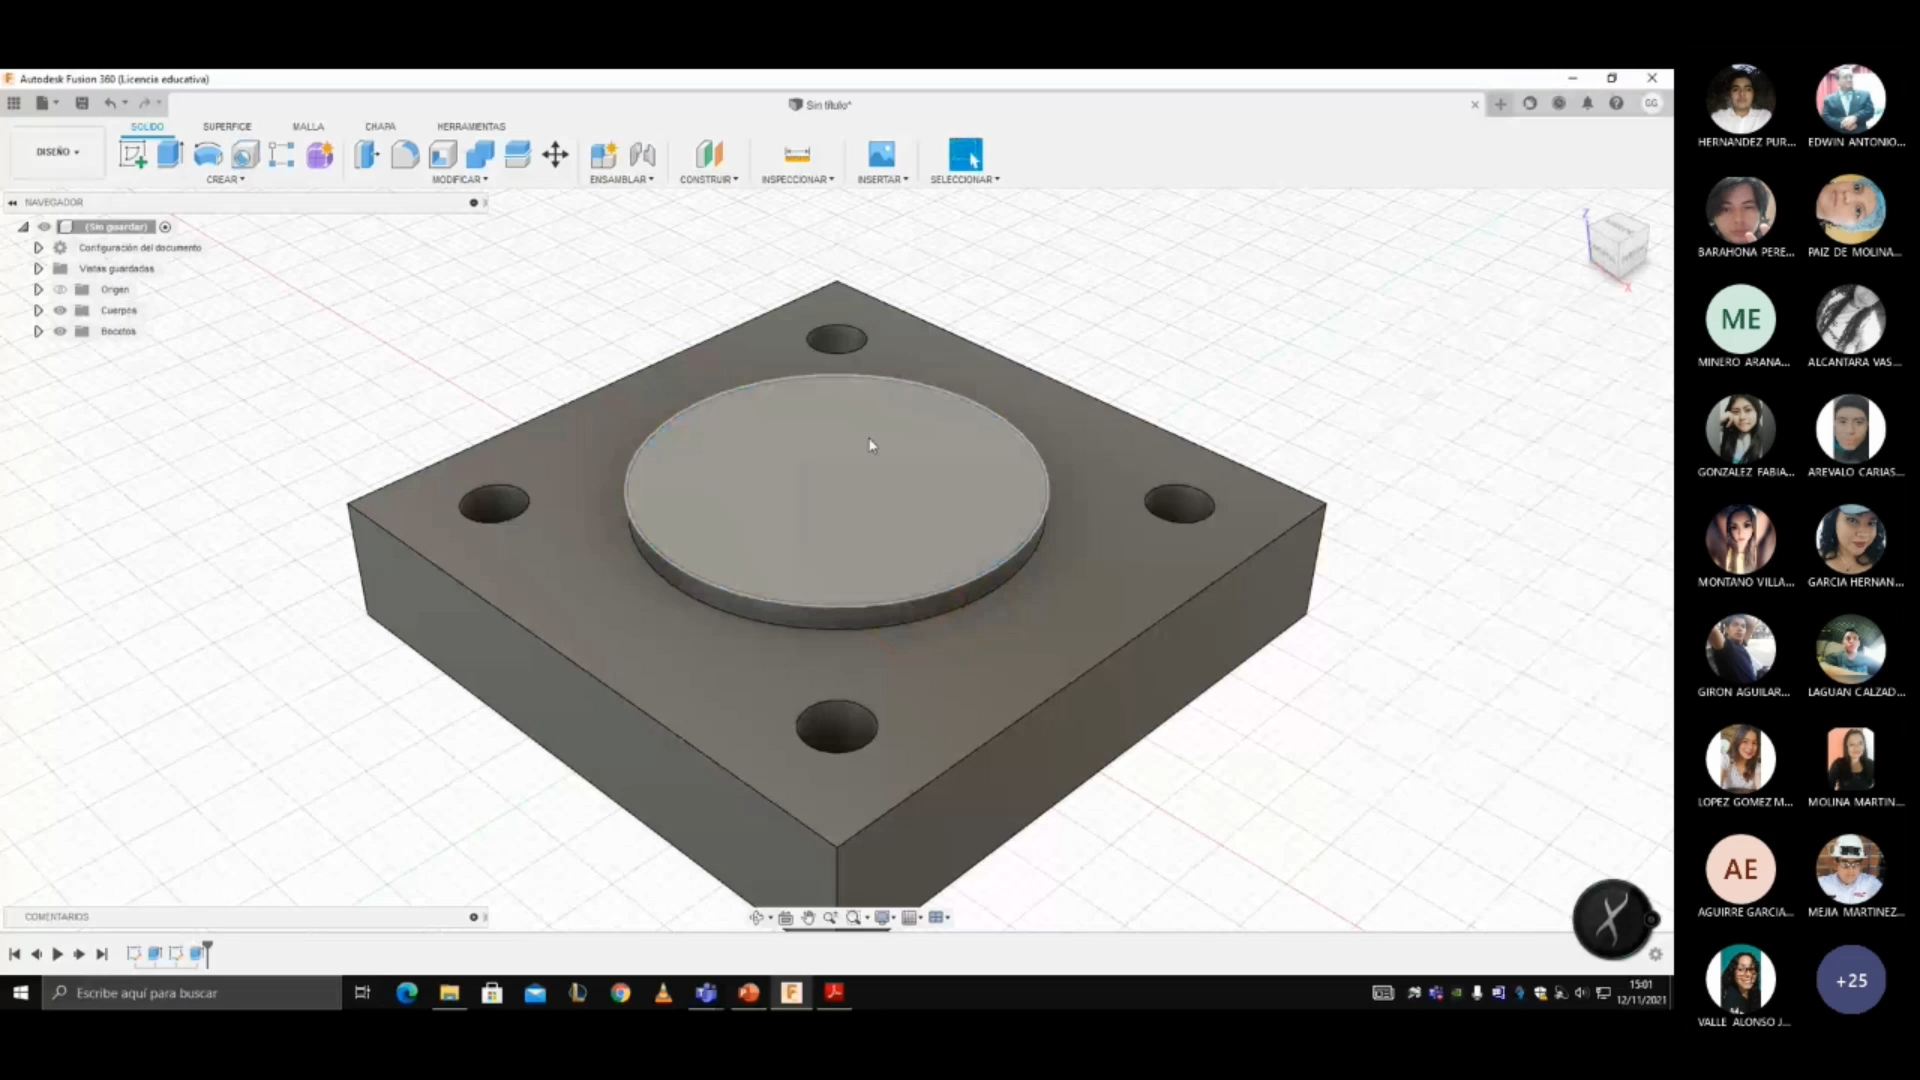 Autodesk Fusion 360 (Licencia educativa)
Sin título*
GG
SÓLIDO SUPERFICIE MALLA CHAPA HERRAMIENTAS
DISEÑO
CREAR MODIFICAR ENSAMBLAR CONSTRUIR INSPECCIONAR INSERTAR SELECCIONAR
NAVEGADOR
(Sin guardar)
Configuración del documento
Vistas guardadas
Origen
Cuerpos
Bocetos
Z
X
COMENTARIOS
Escribe aquí para buscar
15:01
12/11/2021
HERNANDEZ PUR... EDWIN ANTONIO...
BARAHONA PERE... PAIZ DE MOLINA...
ME
MINERO ARANA... ALCANTARA VAS...
GONZALEZ FABIA... AREVALO CARIAS...
MONTANO VILLA... GARCIA HERNAN...
GIRON AGUILAR... LAGUAN CALZAD...
LOPEZ GOMEZ M... MOLINA MARTIN...
AE
AGUIRRE GARCIA... MEJIA MARTINEZ...
+25
VALLE ALONSO J...